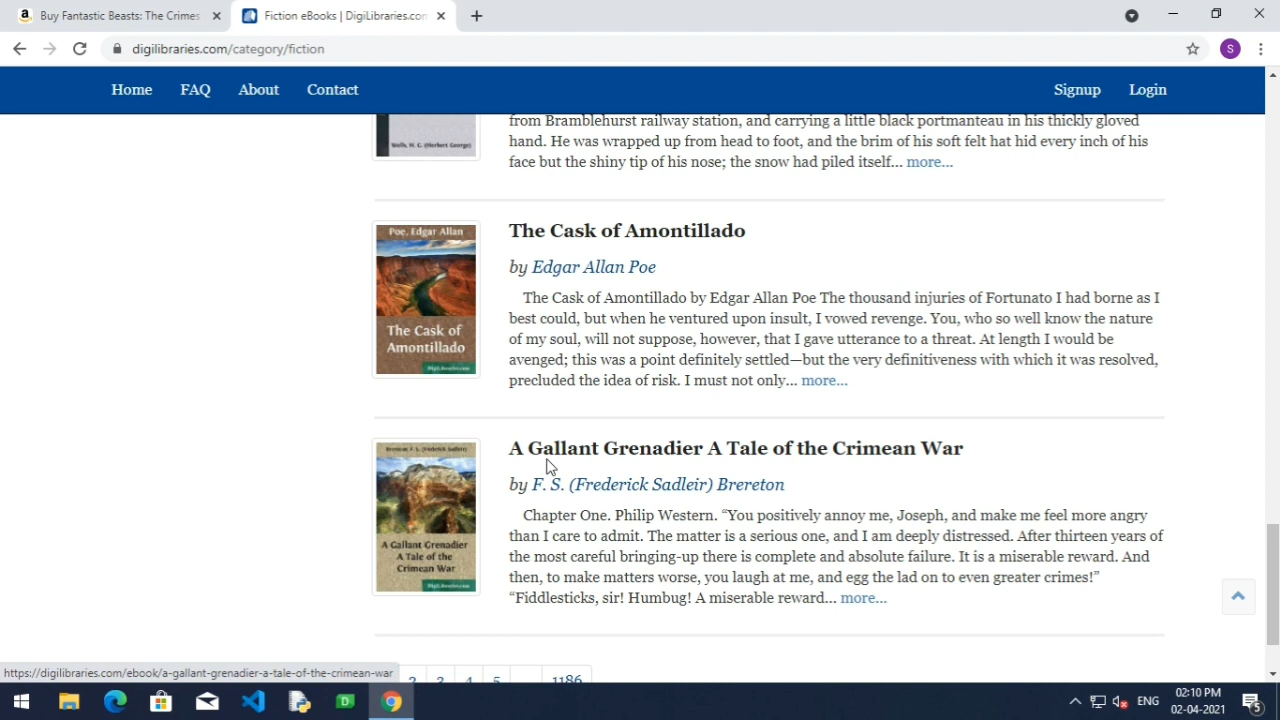 Buy Fantastic Beasts: The Crimes
Fiction eBooks | DigiLibraries.com
digilibraries.com/category/fiction
S
Home FAQ About Contact Signup Login
from Bramblehurst railway station, and carrying a little black portmanteau in his thickly gloved
hand. He was wrapped up from head to foot, and the brim of his soft felt hat hid every inch of his
face but the shiny tip of his nose; the snow had piled itself... more...
Wells, H. G. (Herbert George)
Poe, Edgar Allan
The Cask of
Amontillado
DigiLibraries.com
The Cask of Amontillado
by Edgar Allan Poe
The Cask of Amontillado by Edgar Allan Poe The thousand injuries of Fortunato I had borne as I
best could, but when he ventured upon insult, I vowed revenge. You, who so well know the nature
of my soul, will not suppose, however, that I gave utterance to a threat. At length I would be
avenged; this was a point definitely settled—but the very definitiveness with which it was resolved,
precluded the idea of risk. I must not only... more...
Brereton, F. S. (Frederick Sadleir)
A Gallant Grenadier
A Tale of the
Crimean War
DigiLibraries.com
A Gallant Grenadier A Tale of the Crimean War
by F. S. (Frederick Sadleir) Brereton
Chapter One. Philip Western. “You positively annoy me, Joseph, and make me feel more angry
than I care to admit. The matter is a serious one, and I am deeply distressed. After thirteen years of
the most careful bringing-up there is complete and absolute failure. It is a miserable reward. And
then, to make matters worse, you laugh at me, and egg the lad on to even greater crimes!”
“Fiddlesticks, sir! Humbug! A miserable reward... more...
2 3 4 5 ... 1186
https://digilibraries.com/ebook/a-gallant-grenadier-a-tale-of-the-crimean-war
ENG
02:10 PM
02-04-2021
5